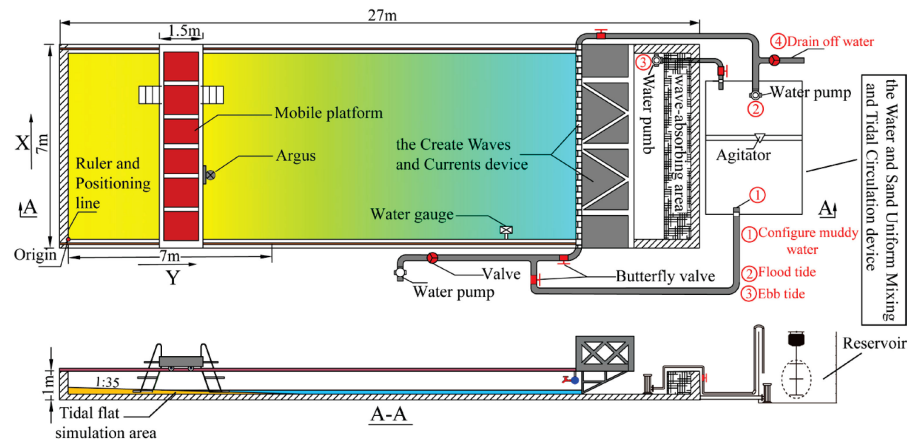 27m
1.5m
④Drain off water
③
Water pump
②
Mobile platform
Water pumb
wave-absorbing area
the Water and Sand Uniform Mixing
and Tidal Circulation device
X
7m
the Create Waves
and Currents device
Agitator
Argus
Ruler and
Positioning
line
A
Water gauge
①
A
①Configure muddy
water
Origin
7m
Y
Valve
Butterfly valve
②Flood tide
Water pump
③Ebb tide
Reservoir
1m
1:35
Tidal flat
simulation area
A-A